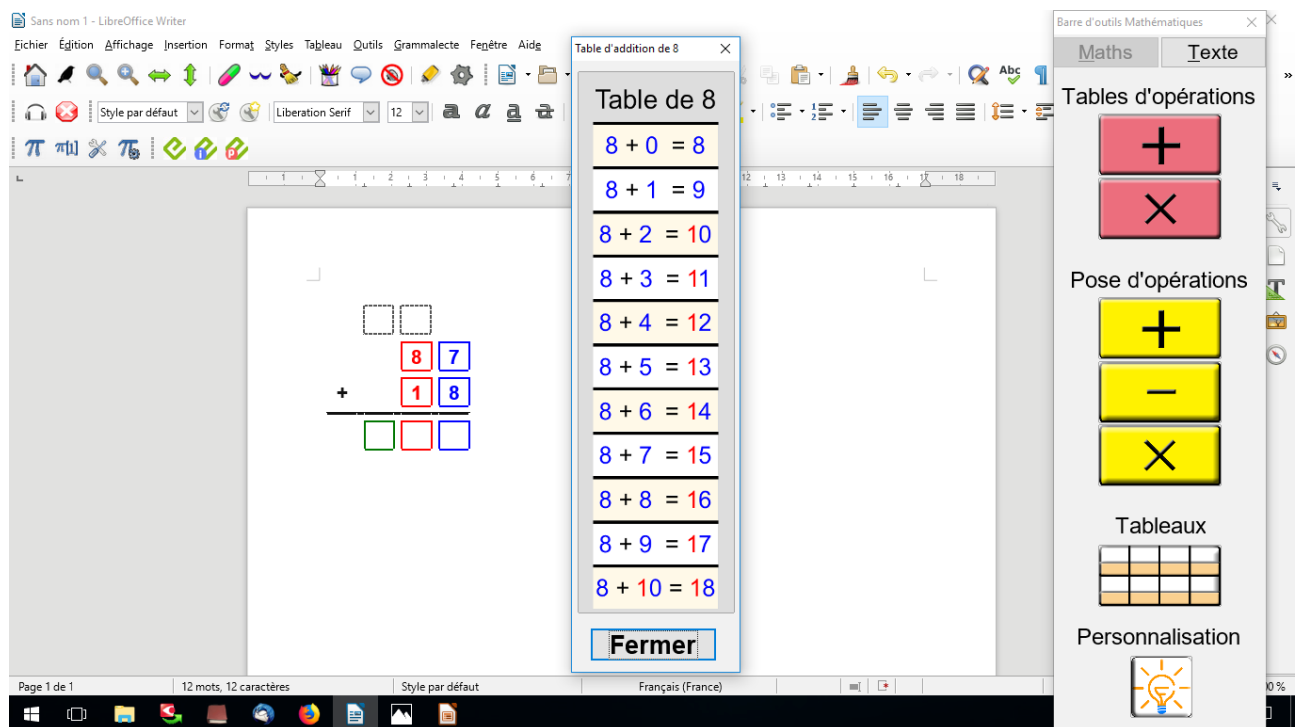 Sans nom 1 - LibreOffice Writer
Fichier Édition Affichage Insertion Format Styles Tableau Outils Grammalecte Fenêtre Aide
Style par défaut Liberation Serif 12
Table d'addition de 8
Table de 8
8 + 0 = 8
8 + 1 = 9
8 + 2 = 10
8 + 3 = 11
8 + 4 = 12
8 + 5 = 13
8 + 6 = 14
8 + 7 = 15
8 + 8 = 16
8 + 9 = 17
8 + 10 = 18
Fermer
8 7
+ 1 8
Barre d'outils Mathématiques
Maths Texte
Tables d'opérations
+
×
Pose d'opérations
+
−
×
Tableaux
Personnalisation
Page 1 de 1 12 mots, 12 caractères Style par défaut Français (France)